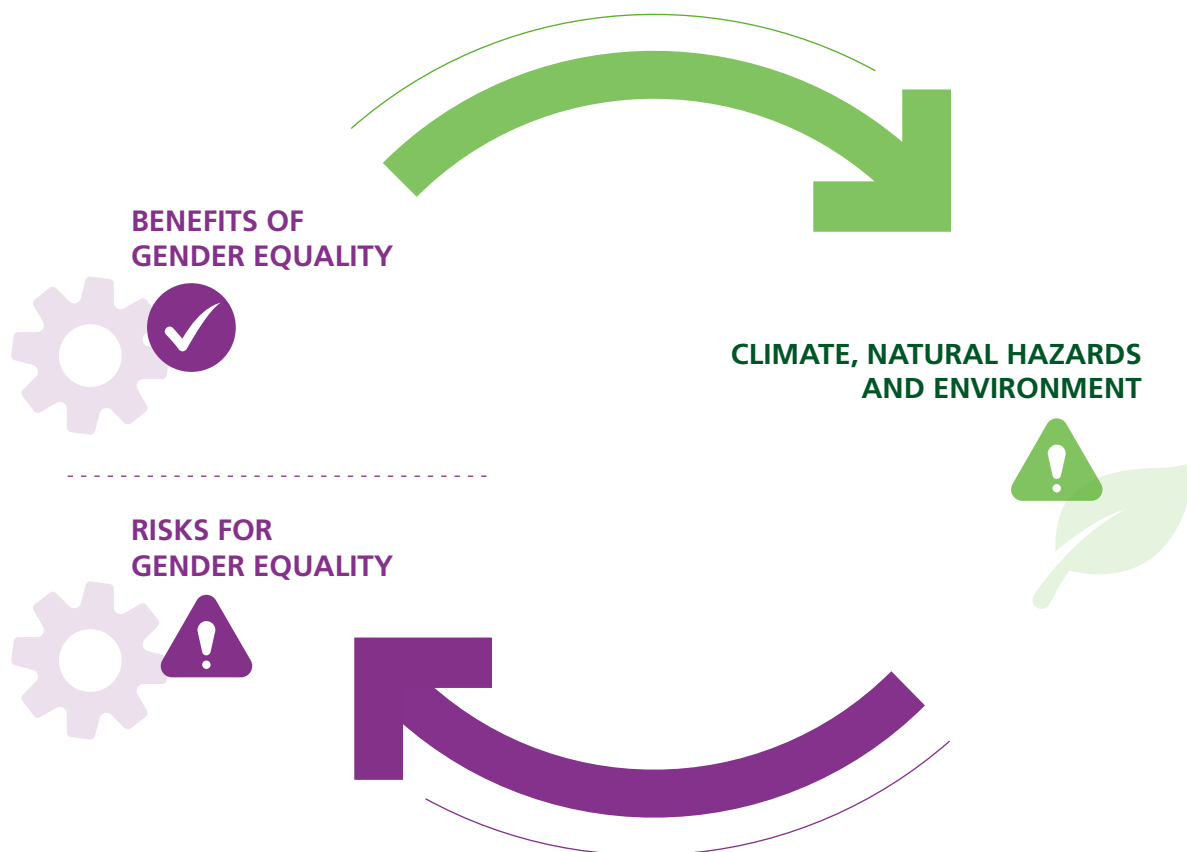 BENEFITS OF
GENDER EQUALITY
CLIMATE, NATURAL HAZARDS
AND ENVIRONMENT
RISKS FOR
GENDER EQUALITY